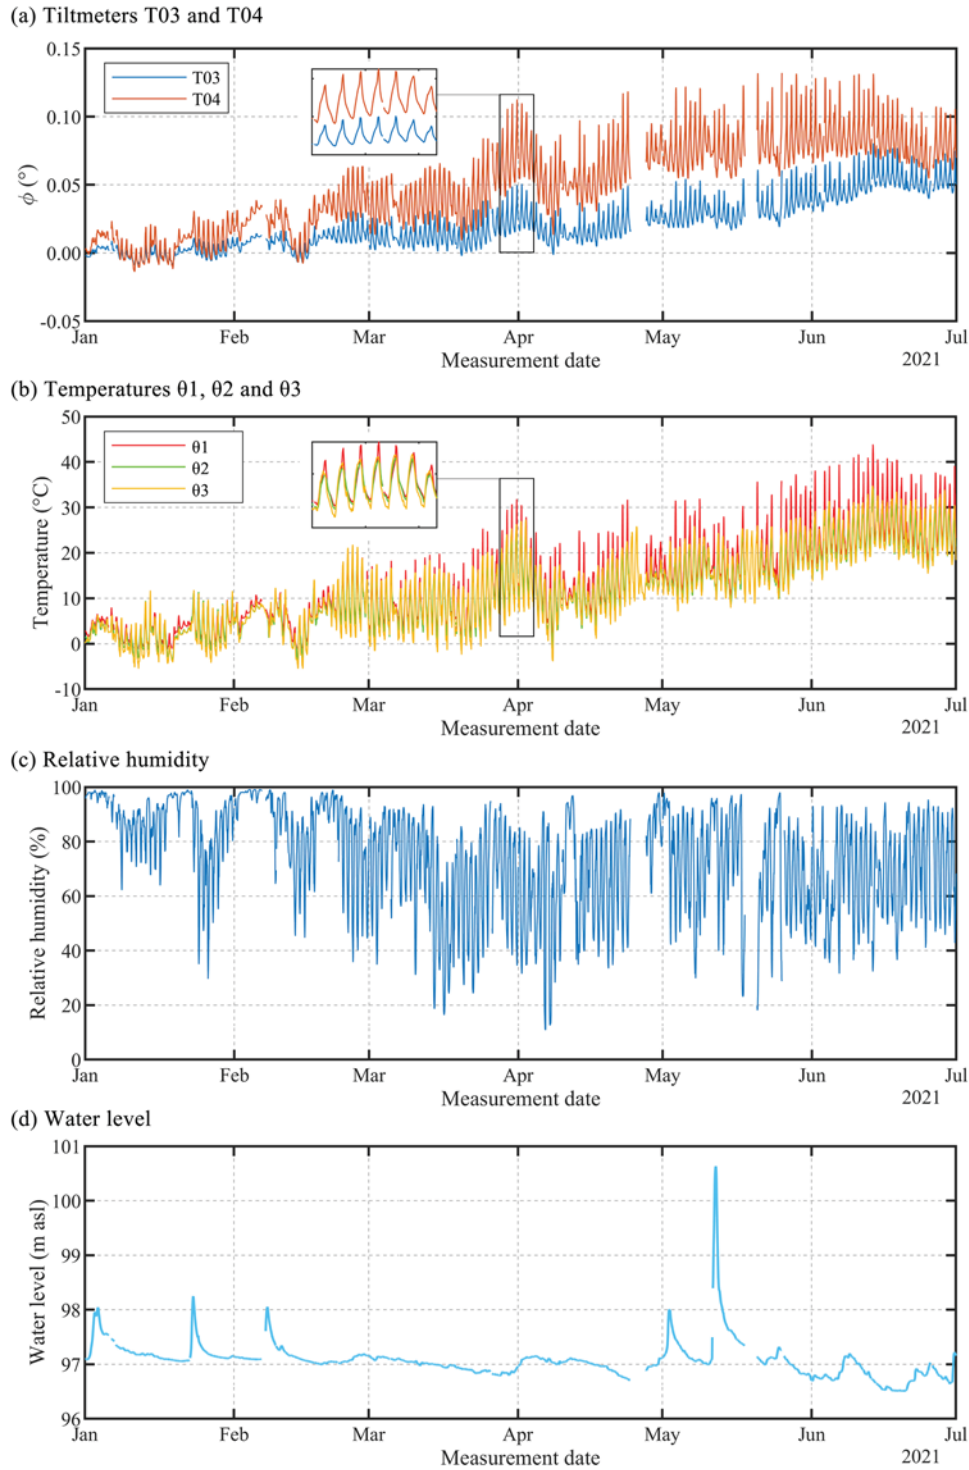 (a) Tiltmeters T03 and T04
0.15
T03
T04
0.10
0.05
0.00
-0.05
ϕ (°)
Jan Feb Mar Apr May Jun Jul
Measurement date
2021
(b) Temperatures θ1, θ2 and θ3
50
θ1
θ2
θ3
40
30
20
10
0
-10
Temperature (°C)
Jan Feb Mar Apr May Jun Jul
Measurement date
2021
(c) Relative humidity
100
80
60
40
20
0
Relative humidity (%)
Jan Feb Mar Apr May Jun Jul
Measurement date
2021
(d) Water level
101
100
99
98
97
96
Water level (m asl)
Jan Feb Mar Apr May Jun Jul
Measurement date
2021